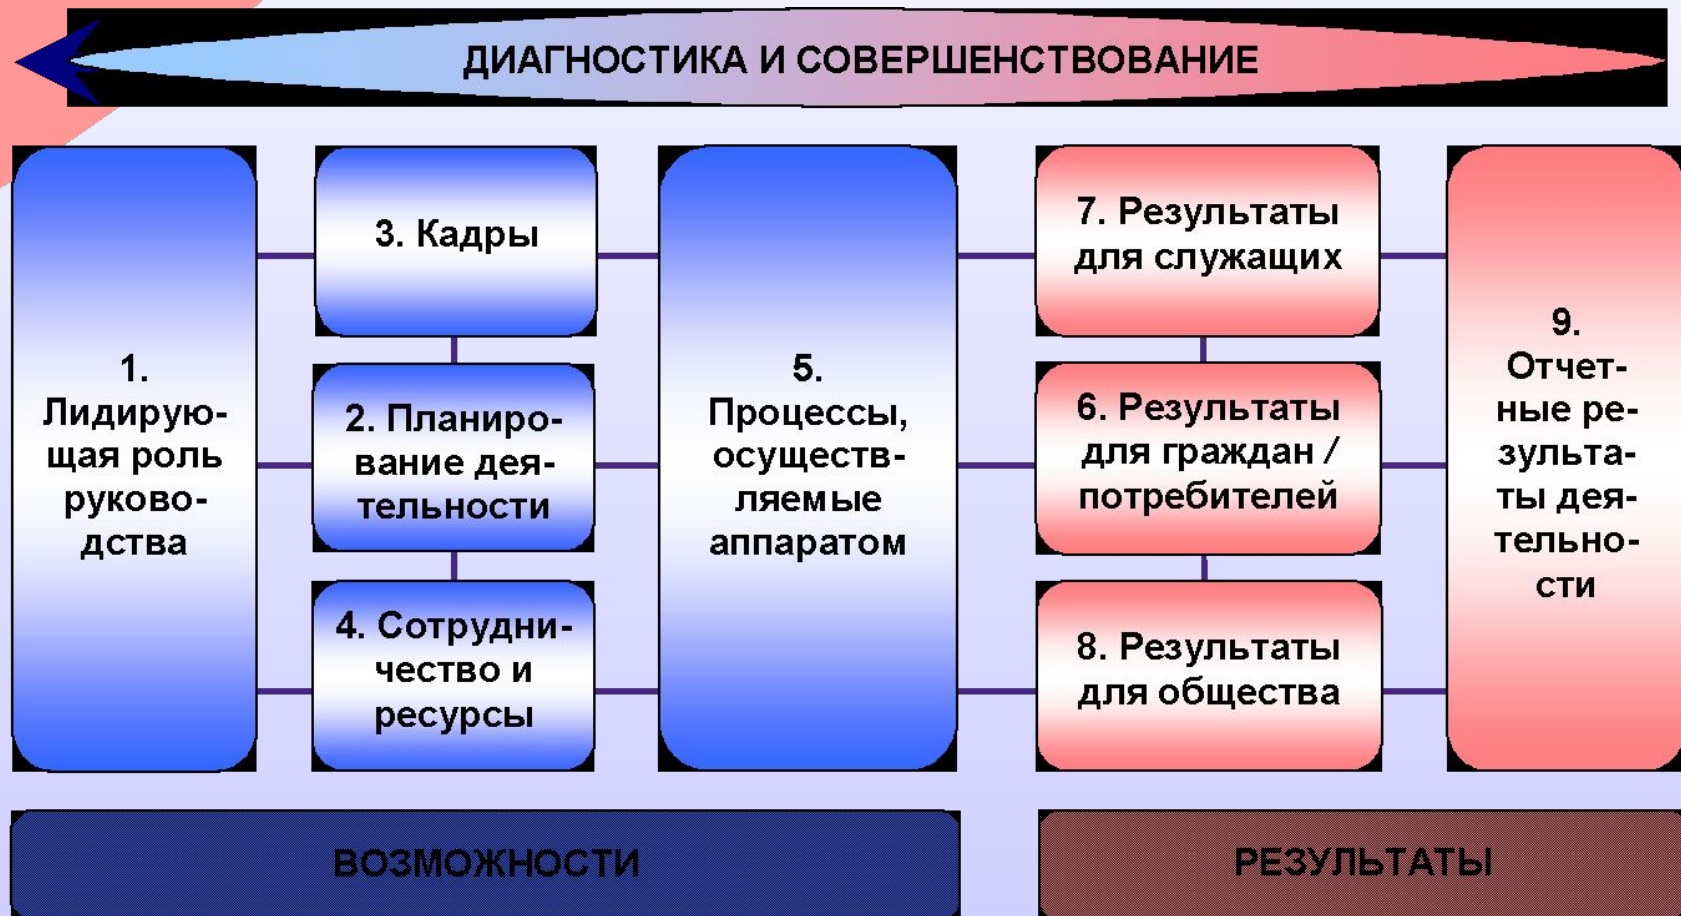 ДИАГНОСТИКА И СОВЕРШЕНСТВОВАНИЕ
1.
Лидирую-
щая роль
руково-
дства
3. Кадры
2. Планиро-
вание дея-
тельности
4. Сотрудни-
чество и
ресурсы
5.
Процессы,
осуществ-
ляемые
аппаратом
7. Результаты
для служащих
6. Результаты
для граждан /
потребителей
8. Результаты
для общества
9.
Отчет-
ные ре-
зульта-
ты дея-
тельно-
сти
ВОЗМОЖНОСТИ
РЕЗУЛЬТАТЫ